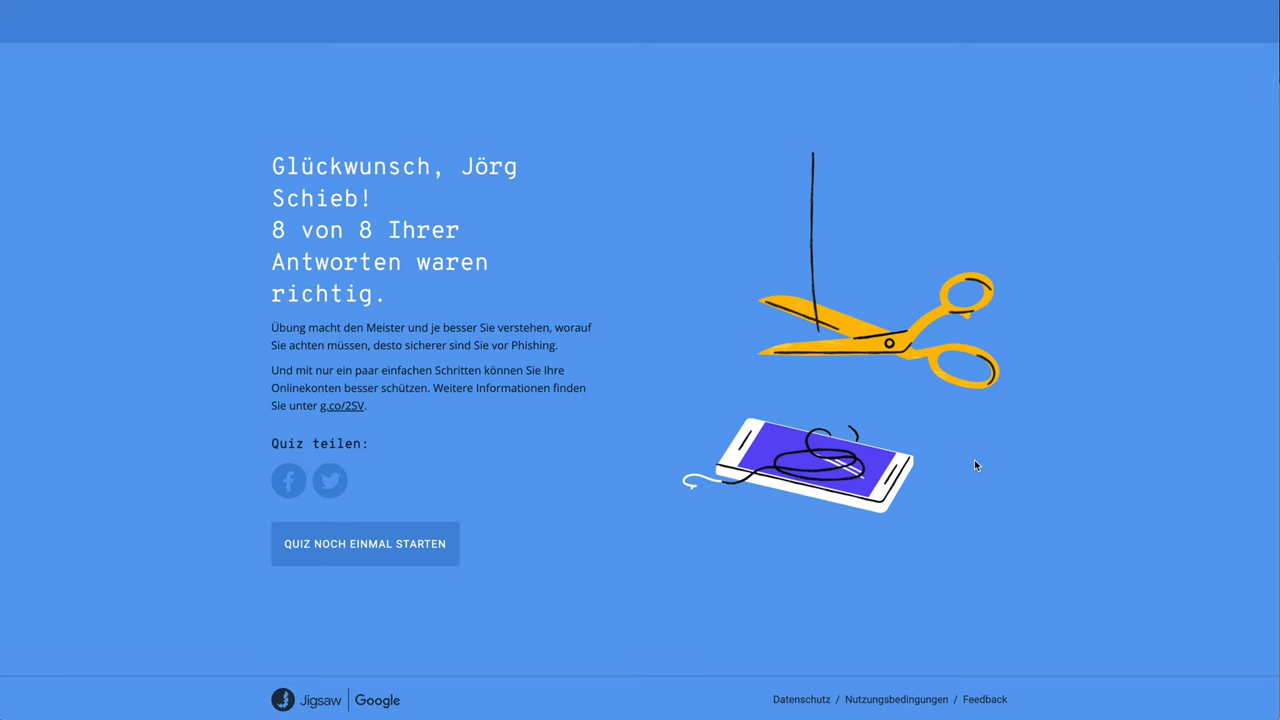 Glückwunsch, Jörg
Schieb!
8 von 8 Ihrer
Antworten waren
richtig.
Übung macht den Meister und je besser Sie verstehen, worauf
Sie achten müssen, desto sicherer sind Sie vor Phishing.
Und mit nur ein paar einfachen Schritten können Sie Ihre
Onlinekonten besser schützen. Weitere Informationen finden
Sie unter g.co/2SV.
Quiz teilen:
QUIZ NOCH EINMAL STARTEN
Jigsaw | Google
Datenschutz / Nutzungsbedingungen / Feedback